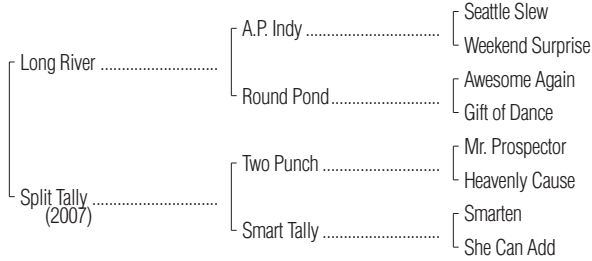 Seattle Slew
A.P. Indy ..............................
Weekend Surprise
Long River ..........................
Awesome Again
Round Pond.........................
Gift of Dance
Mr. Prospector
Two Punch ...........................
Heavenly Cause
Split Tally .............................
(2007)
Smarten
Smart Tally ...........................
She Can Add